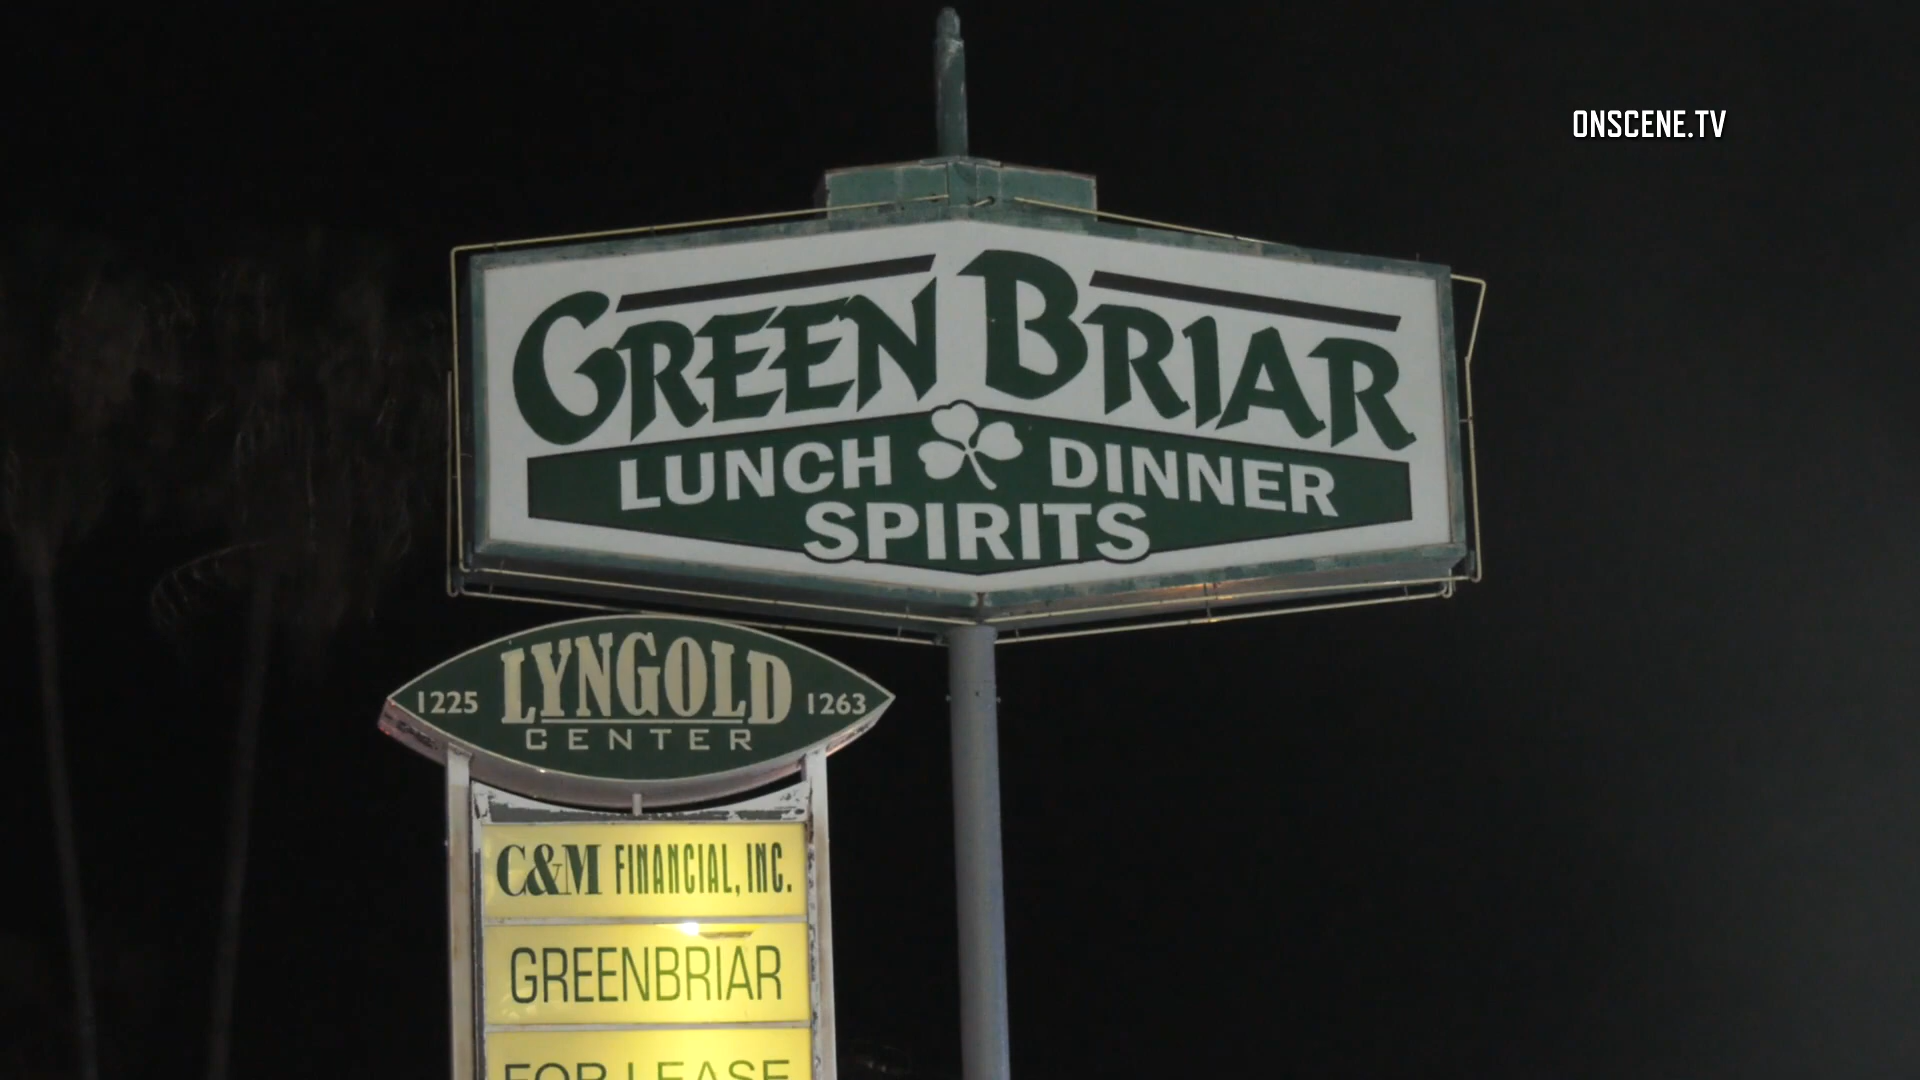 ONSCENE.TV
GREEN BRIAR
LUNCH DINNER
SPIRITS
1225 LYNGOLD 1263
CENTER
C&M FINANCIAL, INC.
GREENBRIAR
FOR LEASE